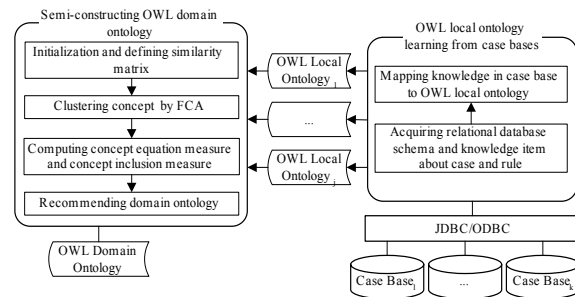 Semi-constructing OWL domain
ontology
Initialization and defining similarity
matrix
Clustering concept by FCA
Computing concept equation measure
and concept inclusion measure
Recommending domain ontology
OWL Domain
Ontology
OWL Local
Ontology 1
...
OWL Local
Ontology j
OWL local ontology
learning from case bases
Mapping knowledge in case base
to OWL local ontology
Acquiring relational database
schema and knowledge item
about case and rule
JDBC/ODBC
Case Base1
...
Case Basek